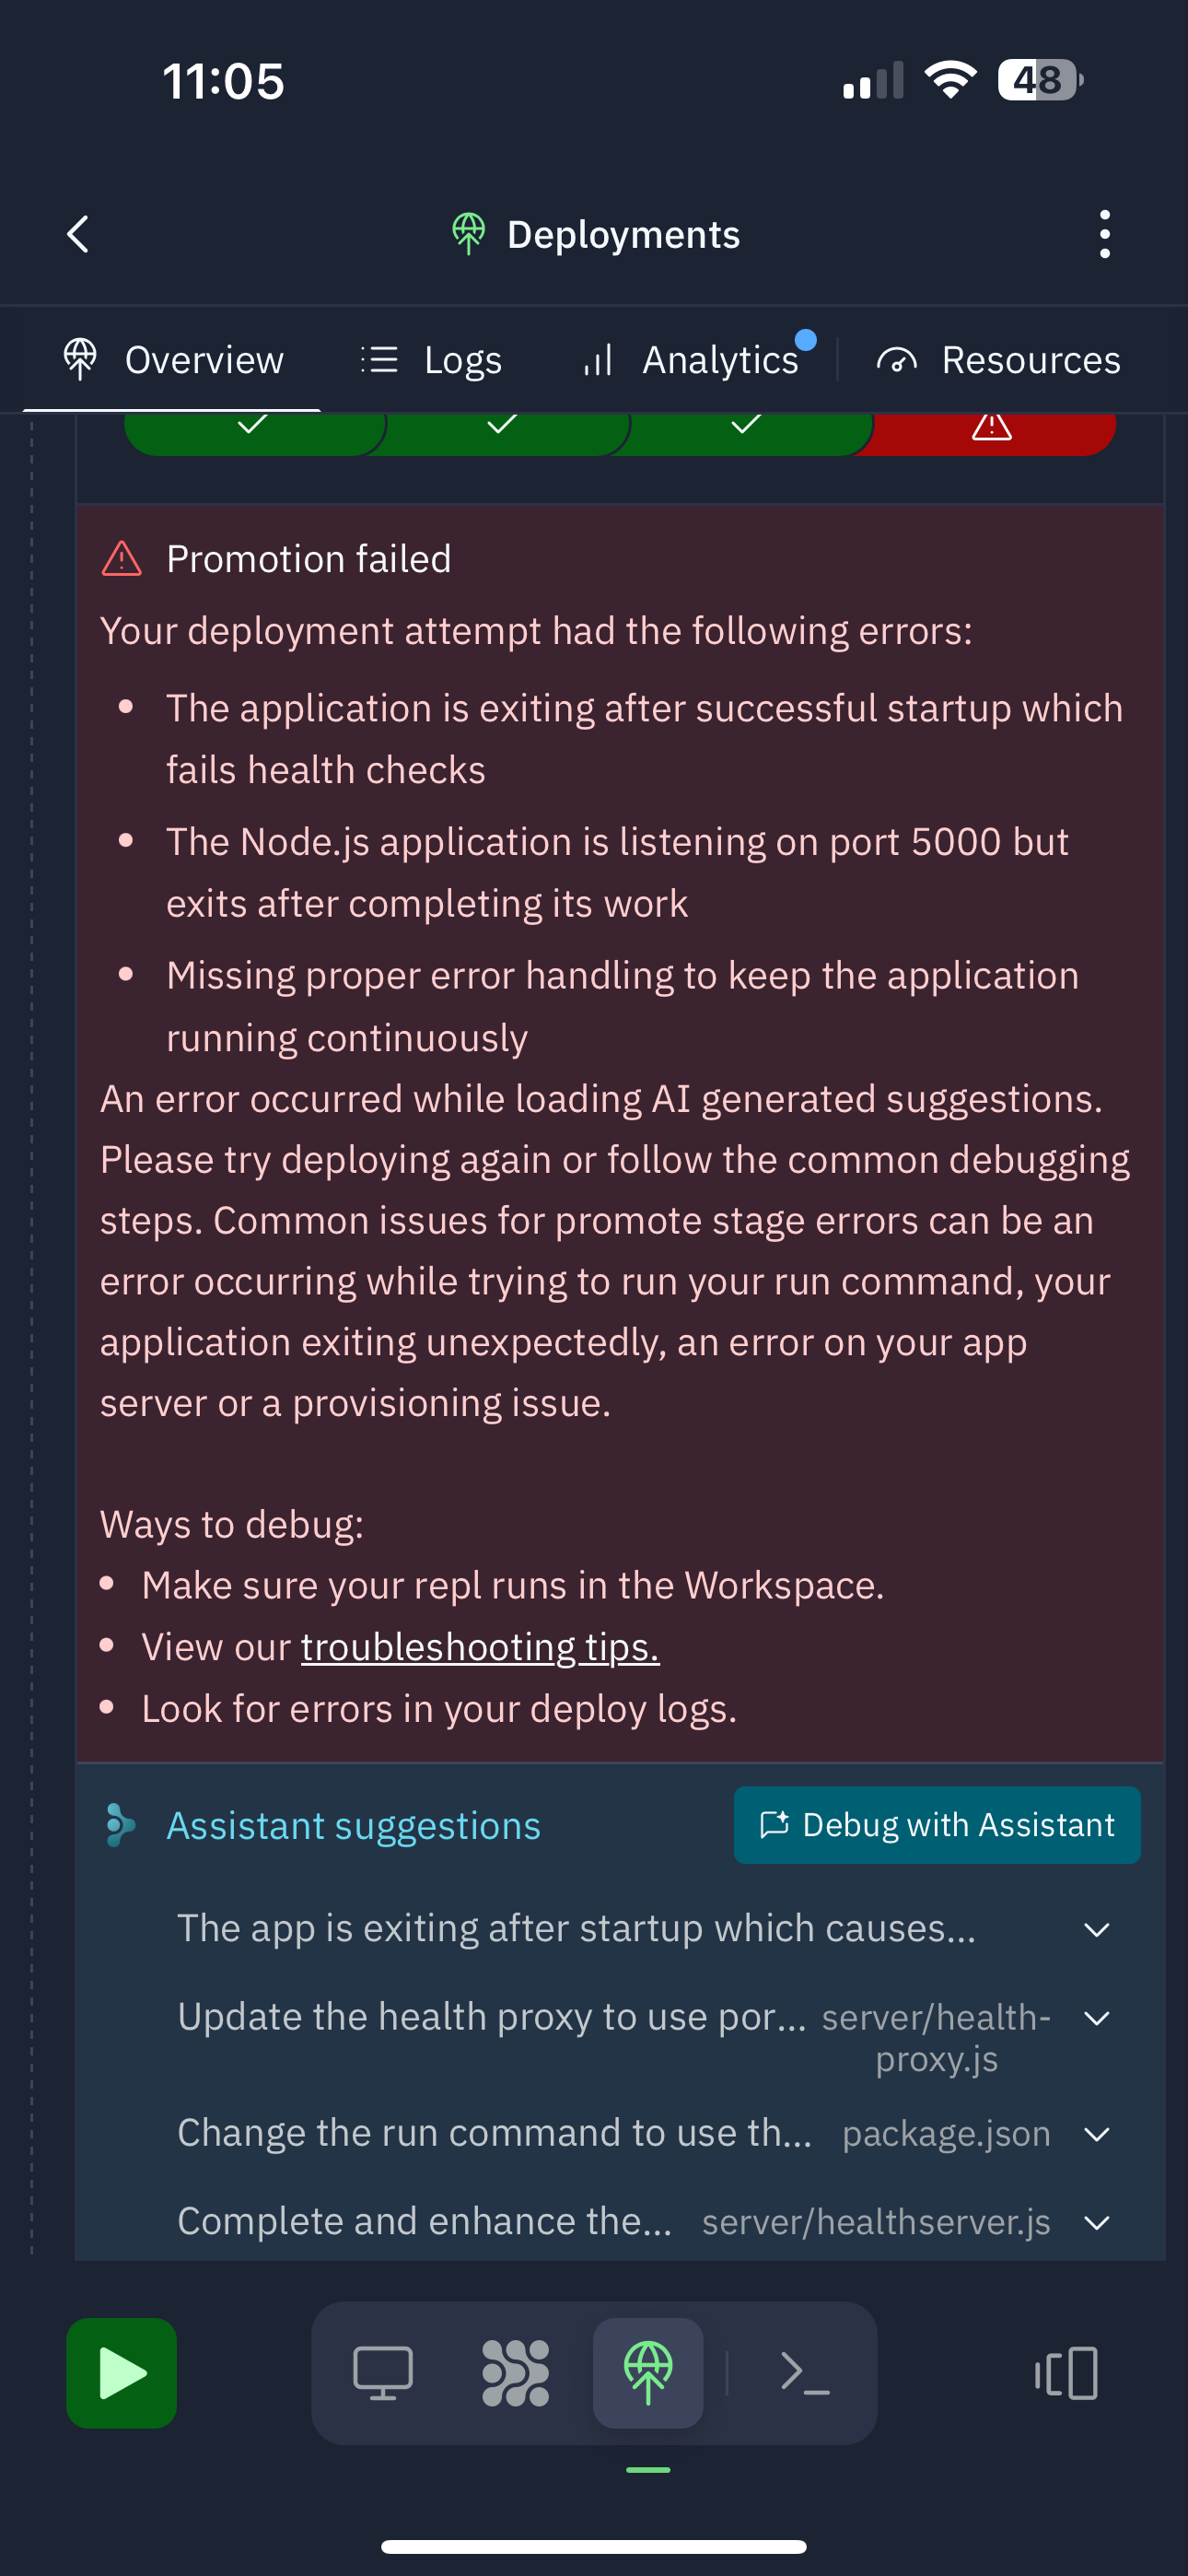 11:05
48
Deployments
Overview
Logs
Analytics
Resources
Promotion failed
Your deployment attempt had the following errors:
• The application is exiting after successful startup which
fails health checks
• The Node.js application is listening on port 5000 but
exits after completing its work
• Missing proper error handling to keep the application
running continuously
An error occurred while loading AI generated suggestions.
Please try deploying again or follow the common debugging
steps. Common issues for promote stage errors can be an
error occurring while trying to run your run command, your
application exiting unexpectedly, an error on your app
server or a provisioning issue.
Ways to debug:
• Make sure your repl runs in the Workspace.
• View our troubleshooting tips.
• Look for errors in your deploy logs.
Assistant suggestions
Debug with Assistant
The app is exiting after startup which causes...
Update the health proxy to use por... server/health-
proxy.js
Change the run command to use th... package.json
Complete and enhance the... server/healthserver.js